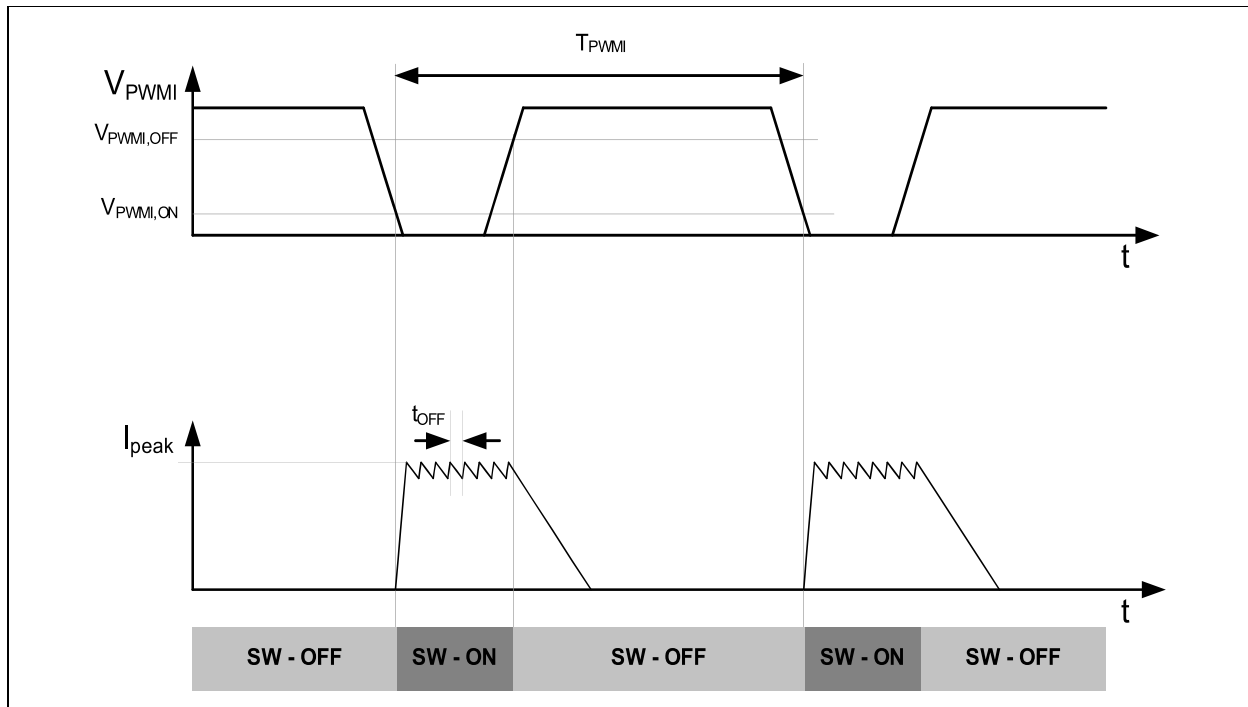 TPWMI
VPWMI
VPWMI,OFF
VPWMI,ON
t
tOFF
Ipeak
t
SW - OFF SW - ON SW - OFF SW - ON SW - OFF